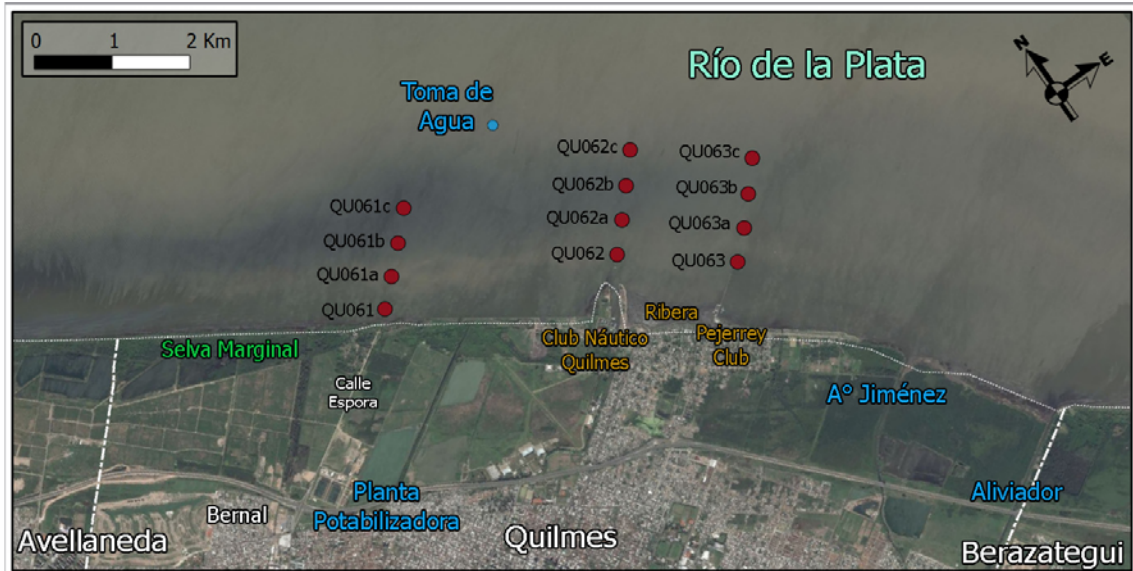 0 1 2 Km
Río de la Plata
N
E
Toma de
Agua
QU062c
QU063c
QU062b
QU063b
QU061c
QU062a
QU063a
QU061b
QU062
QU063
QU061a
QU061
Ribera
Club Náutico
Quilmes
Pejerrey
Club
Selva Marginal
Calle
Espora
A° Jiménez
Planta
Potabilizadora
Aliviador
Bernal
Avellaneda
Quilmes
Berazategui